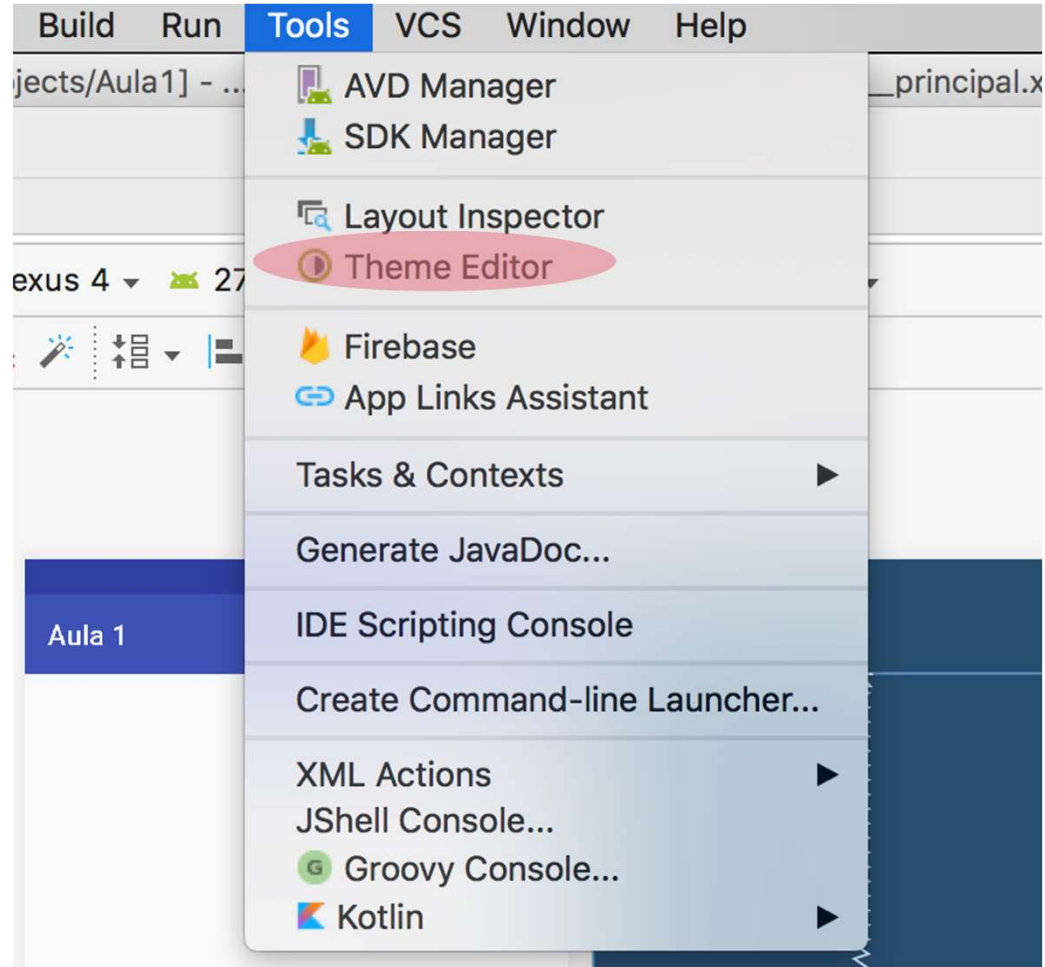 Build Run Tools VCS Window Help
jects/Aula1] - ...
__principal.x
AVD Manager
SDK Manager
Layout Inspector
Theme Editor
exus 4
27
Firebase
App Links Assistant
Tasks & Contexts
Generate JavaDoc...
Aula 1
IDE Scripting Console
Create Command-line Launcher...
XML Actions
JShell Console...
G Groovy Console...
Kotlin